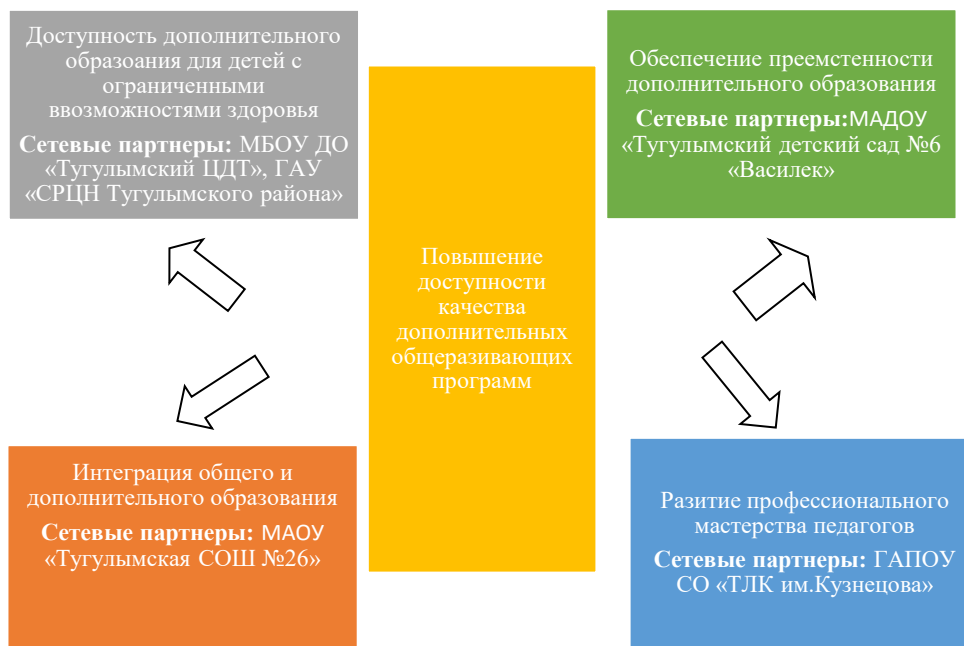 Доступность дополнительного
образоания для детей с
ограниченными
ввозможностями здоровья
Сетевые партнеры: МБОУ ДО
«Тугулымский ЦДТ», ГАУ
«СРЦН Тугулымского района»
Обеспечение преемстенности
дополнительного образования
Сетевые партнеры:МАДОУ
«Тугулымский детский сад №6
«Василек»
Повышение
доступности
качества
дополнительных
общеразивающих
программ
Интеграция общего и
дополнительного образования
Сетевые партнеры: МАОУ
«Тугулымская СОШ №26»
Разитие профессионального
мастерства педагогов
Сетевые партнеры: ГАПОУ
СО «ТЛК им.Кузнецова»